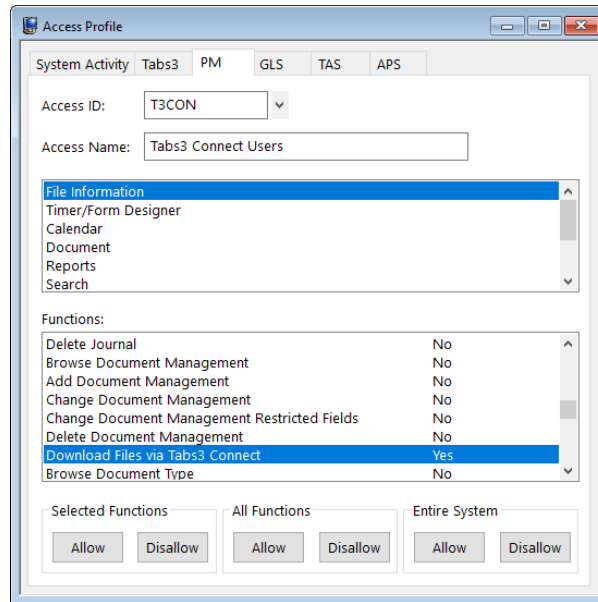 Access Profile
System Activity Tabs3 PM GLS TAS APS
Access ID: T3CON
Access Name: Tabs3 Connect Users
File Information
Timer/Form Designer
Calendar
Document
Reports
Search
Functions:
Delete Journal No
Browse Document Management No
Add Document Management No
Change Document Management No
Change Document Management Restricted Fields No
Delete Document Management No
Download Files via Tabs3 Connect Yes
Browse Document Type No
Selected Functions All Functions Entire System
Allow Disallow Allow Disallow Allow Disallow